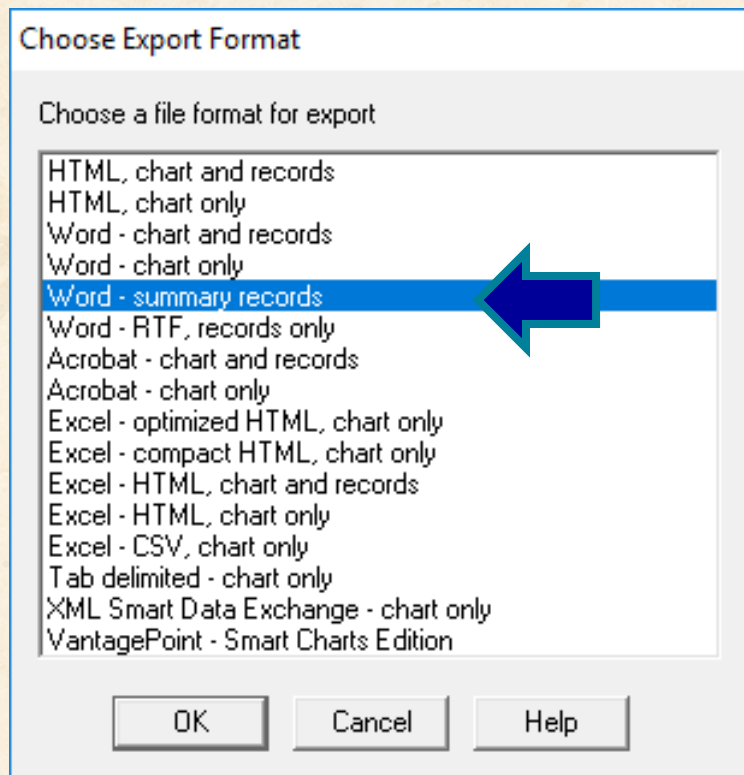 Choose Export Format
Choose a file format for export
HTML, chart and records
HTML, chart only
Word - chart and records
Word - chart only
Word - summary records
Word - RTF, records only
Acrobat - chart and records
Acrobat - chart only
Excel - optimized HTML, chart only
Excel - compact HTML, chart only
Excel - HTML, chart and records
Excel - HTML, chart only
Excel - CSV, chart only
Tab delimited - chart only
XML Smart Data Exchange - chart only
VantagePoint - Smart Charts Edition
OK Cancel Help